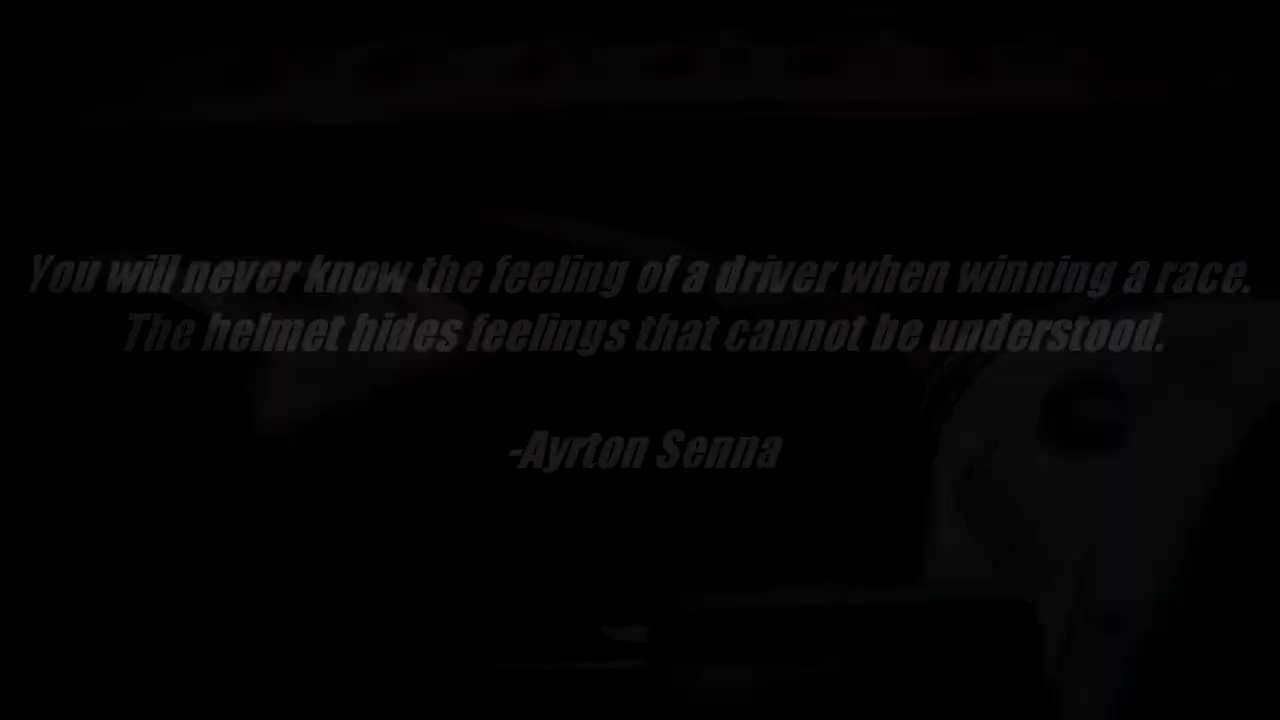 You will never know the feeling of a driver when winning a race.
The helmet hides feelings that cannot be understood.
-Ayrton Senna